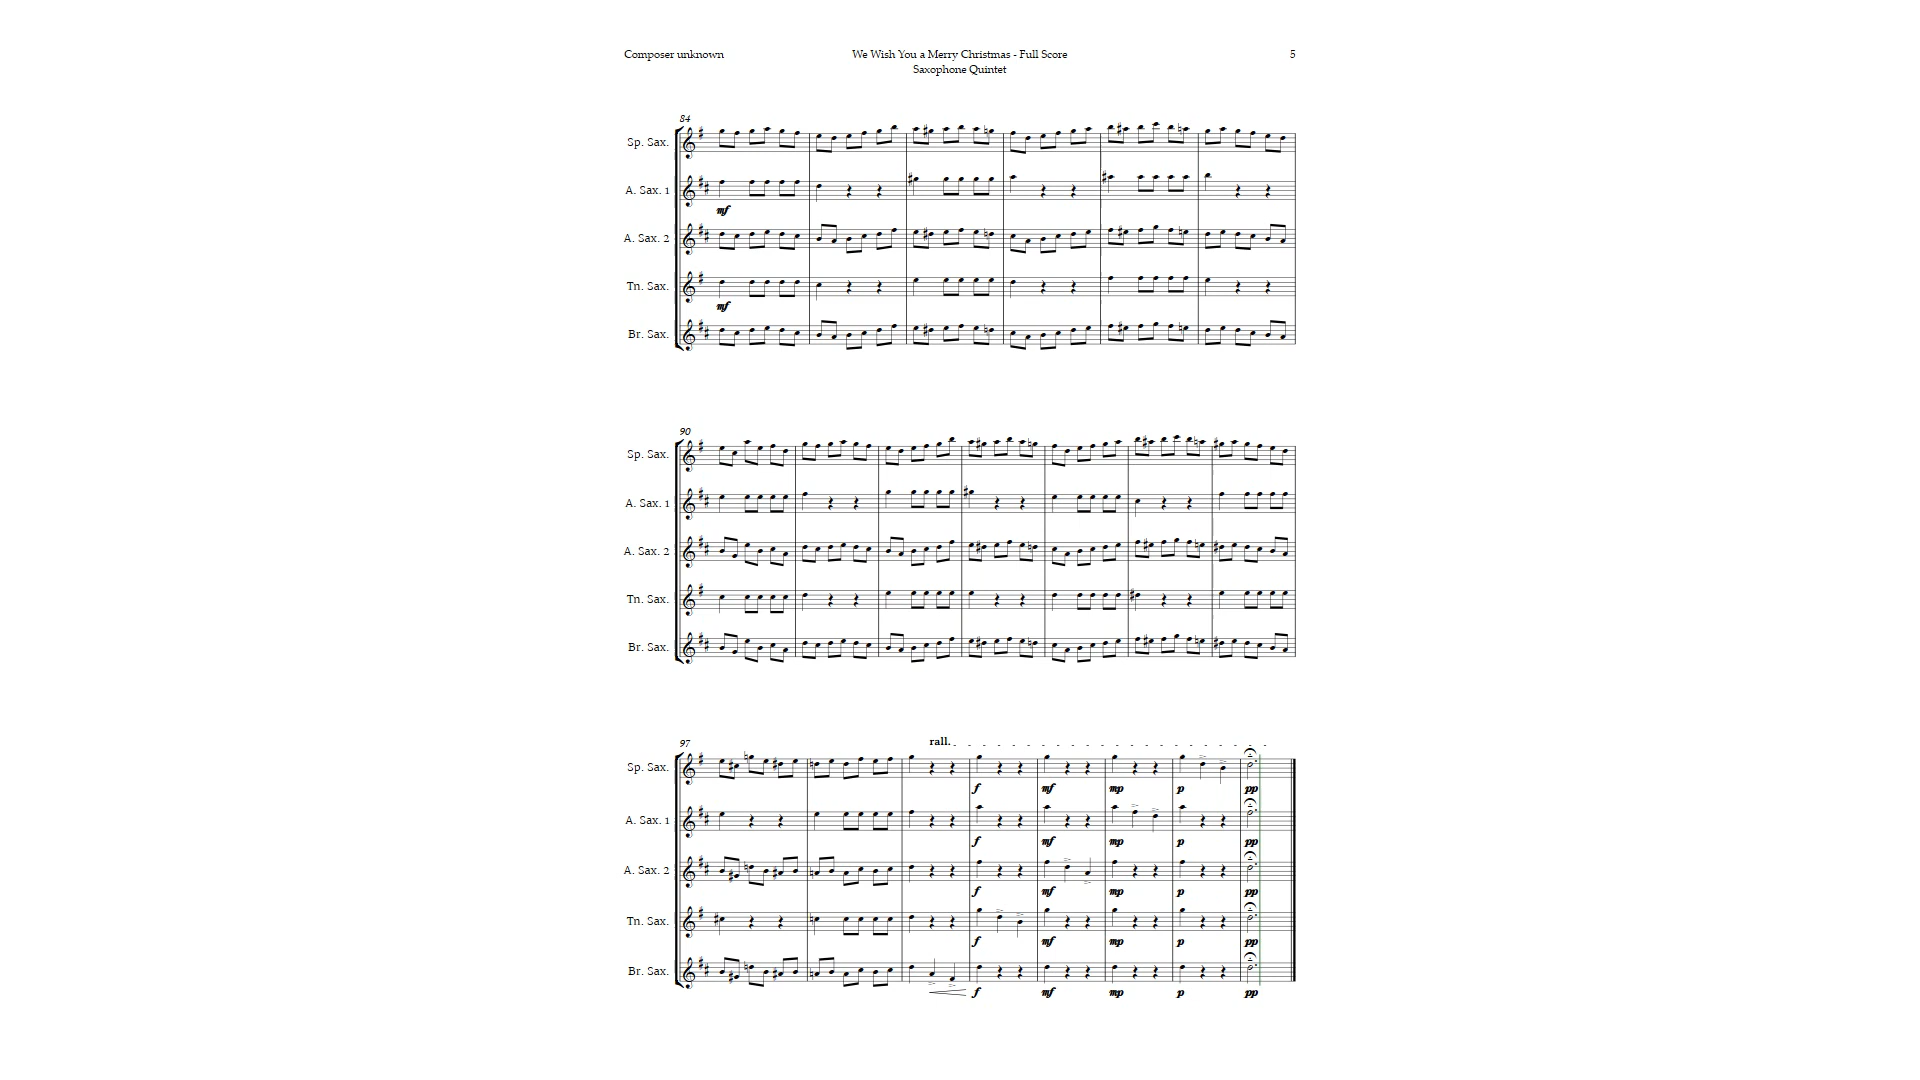 Composer unknown
We Wish You a Merry Christmas - Full Score
5
Saxophone Quintet
84
Sp. Sax.
A. Sax. 1
mf
A. Sax. 2
Tn. Sax.
mf
Br. Sax.
90
Sp. Sax.
A. Sax. 1
A. Sax. 2
Tn. Sax.
Br. Sax.
97
rall.
Sp. Sax.
f mf mp p pp
A. Sax. 1
f mf mp p pp
A. Sax. 2
f mf mp p pp
Tn. Sax.
f mf mp p pp
Br. Sax.
f mf mp p pp